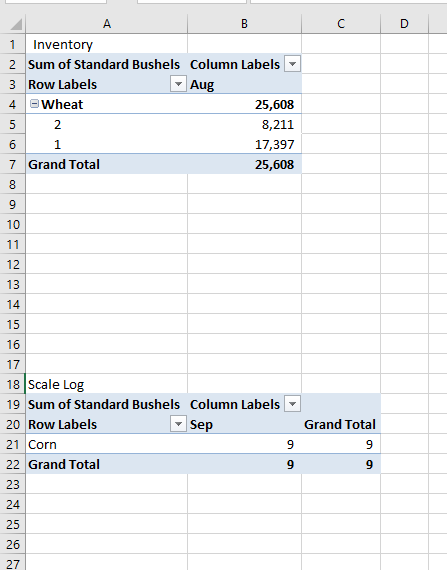 A B C D
1 Inventory
2 Sum of Standard Bushels Column Labels
3 Row Labels Aug
4 Wheat 25,608
5 2 8,211
6 1 17,397
7 Grand Total 25,608
8
9
10
11
12
13
14
15
16
17
18 Scale Log
19 Sum of Standard Bushels Column Labels
20 Row Labels Sep Grand Total
21 Corn 9 9
22 Grand Total 9 9
23
24
25
26
27